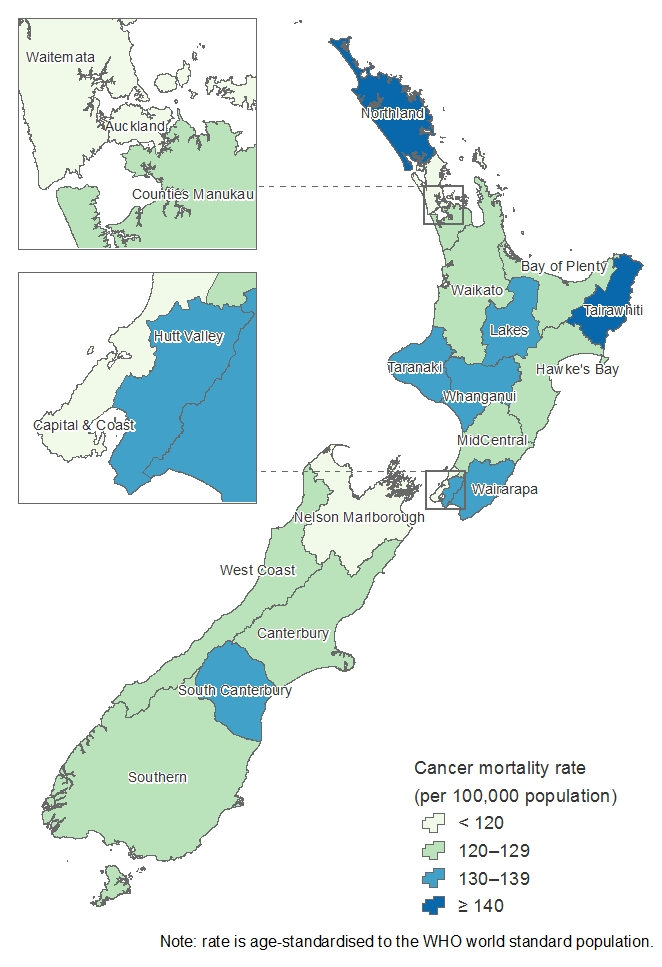 Waitemata
Auckland
Counties Manukau
Northland
Bay of Plenty
Waikato
Tairawhiti
Lakes
Hutt Valley
Taranaki
Hawke's Bay
Whanganui
Capital & Coast
MidCentral
Wairarapa
Nelson Marlborough
West Coast
Canterbury
South Canterbury
Southern
Cancer mortality rate
(per 100,000 population)
< 120
120–129
130–139
≥ 140
Note: rate is age-standardised to the WHO world standard population.